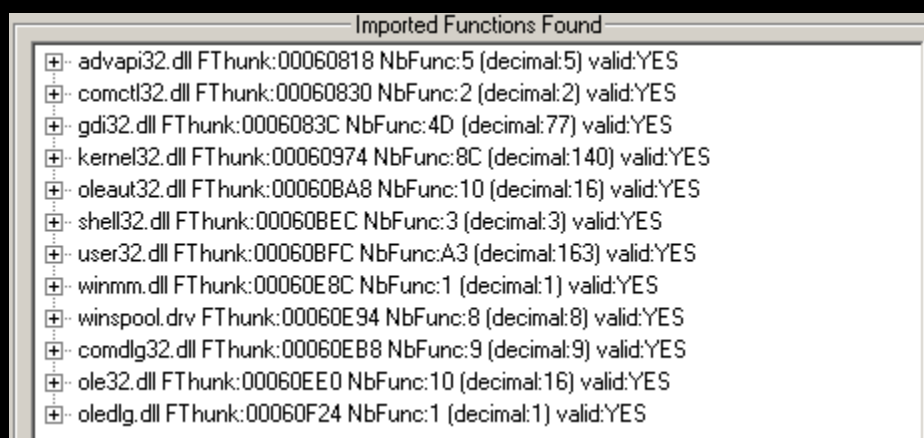 Imported Functions Found
advapi32.dll FThunk:00060818 NbFunc:5 (decimal:5) valid:YES
comctl32.dll FThunk:00060830 NbFunc:2 (decimal:2) valid:YES
gdi32.dll FThunk:0006083C NbFunc:4D (decimal:77) valid:YES
kernel32.dll FThunk:00060974 NbFunc:8C (decimal:140) valid:YES
oleaut32.dll FThunk:00060BA8 NbFunc:10 (decimal:16) valid:YES
shell32.dll FThunk:00060BEC NbFunc:3 (decimal:3) valid:YES
user32.dll FThunk:00060BFC NbFunc:A3 (decimal:163) valid:YES
winmm.dll FThunk:00060E8C NbFunc:1 (decimal:1) valid:YES
winspool.drv FThunk:00060E94 NbFunc:8 (decimal:8) valid:YES
comdlg32.dll FThunk:00060EB8 NbFunc:9 (decimal:9) valid:YES
ole32.dll FThunk:00060EE0 NbFunc:10 (decimal:16) valid:YES
oledlg.dll FThunk:00060F24 NbFunc:1 (decimal:1) valid:YES